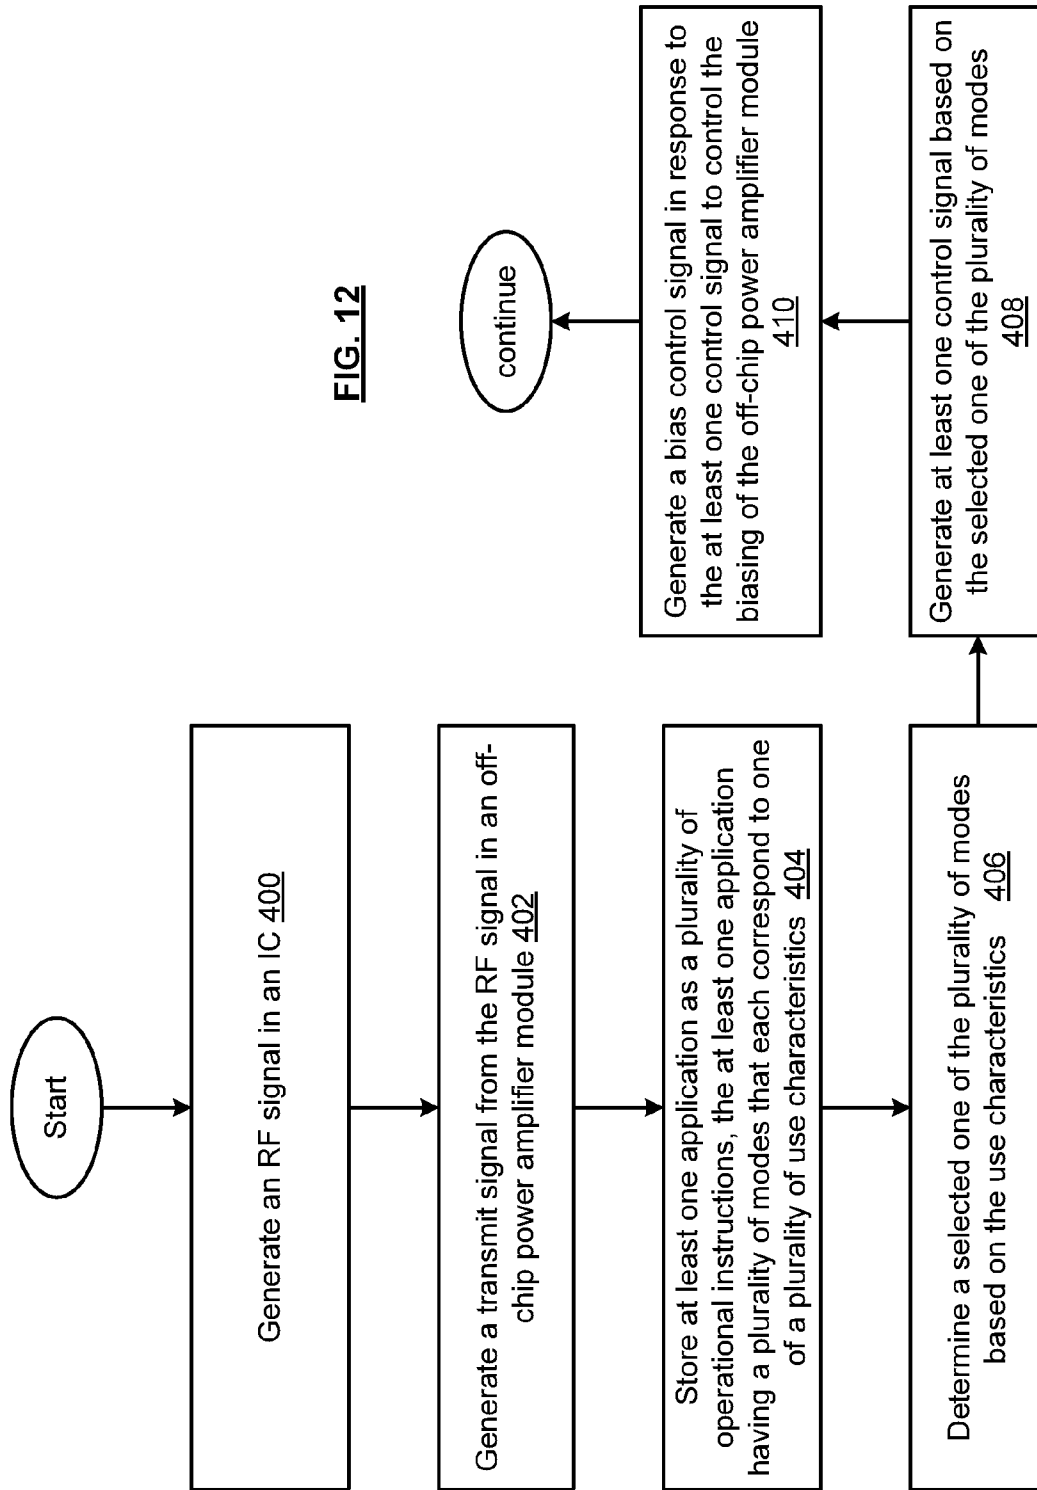 Start
Generate an RF signal in an IC 400
Generate a transmit signal from the RF signal in an off-
chip power amplifier module 402
Store at least one application as a plurality of
operational instructions, the at least one application
having a plurality of modes that each correspond to one
of a plurality of use characteristics 404
Determine a selected one of the plurality of modes
based on the use characteristics 406
Generate at least one control signal based on
the selected one of the plurality of modes
408
Generate a bias control signal in response to
the at least one control signal to control the
biasing of the off-chip power amplifier module
410
continue
FIG. 12